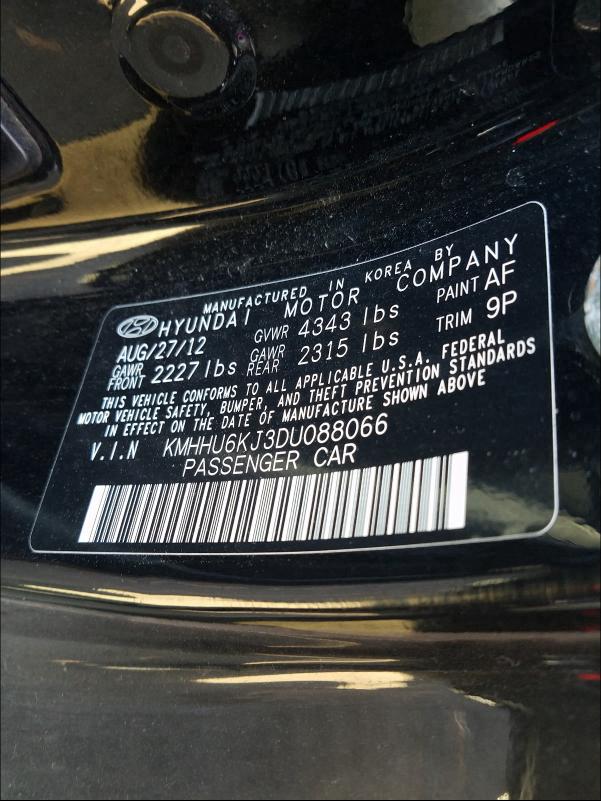 MANUFACTURED IN KOREA BY
HYUNDAI MOTOR COMPANY
AUG/27/12 GVWR 4343 lbs PAINT AF
GAWR FRONT 2227 lbs GAWR REAR 2315 lbs TRIM 9P
THIS VEHICLE CONFORMS TO ALL APPLICABLE U.S.A. FEDERAL
MOTOR VEHICLE SAFETY, BUMPER, AND THEFT PREVENTION STANDARDS
IN EFFECT ON THE DATE OF MANUFACTURE SHOWN ABOVE
V.I.N KMHHU6KJ3DU088066
PASSENGER CAR